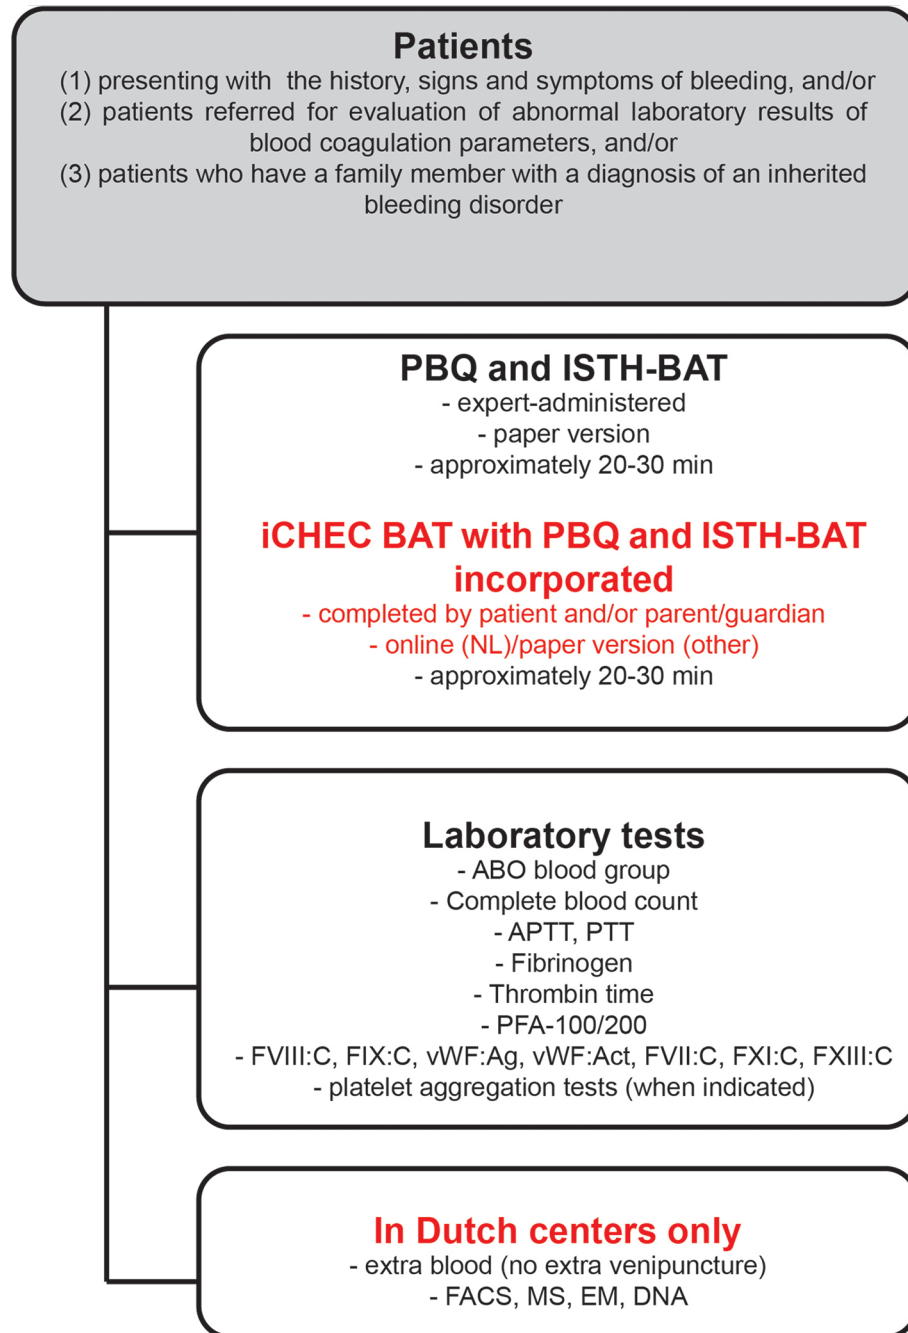 Patients
(1) presenting with the history, signs and symptoms of bleeding, and/or
(2) patients referred for evaluation of abnormal laboratory results of
blood coagulation parameters, and/or
(3) patients who have a family member with a diagnosis of an inherited
bleeding disorder
PBQ and ISTH-BAT
- expert-administered
- paper version
- approximately 20-30 min
iCHEC BAT with PBQ and ISTH-BAT
incorporated
- completed by patient and/or parent/guardian
- online (NL)/paper version (other)
- approximately 20-30 min
Laboratory tests
- ABO blood group
- Complete blood count
- APTT, PTT
- Fibrinogen
- Thrombin time
- PFA-100/200
- FVIII:C, FIX:C, vWF:Ag, vWF:Act, FVII:C, FXI:C, FXIII:C
- platelet aggregation tests (when indicated)
In Dutch centers only
- extra blood (no extra venipuncture)
- FACS, MS, EM, DNA